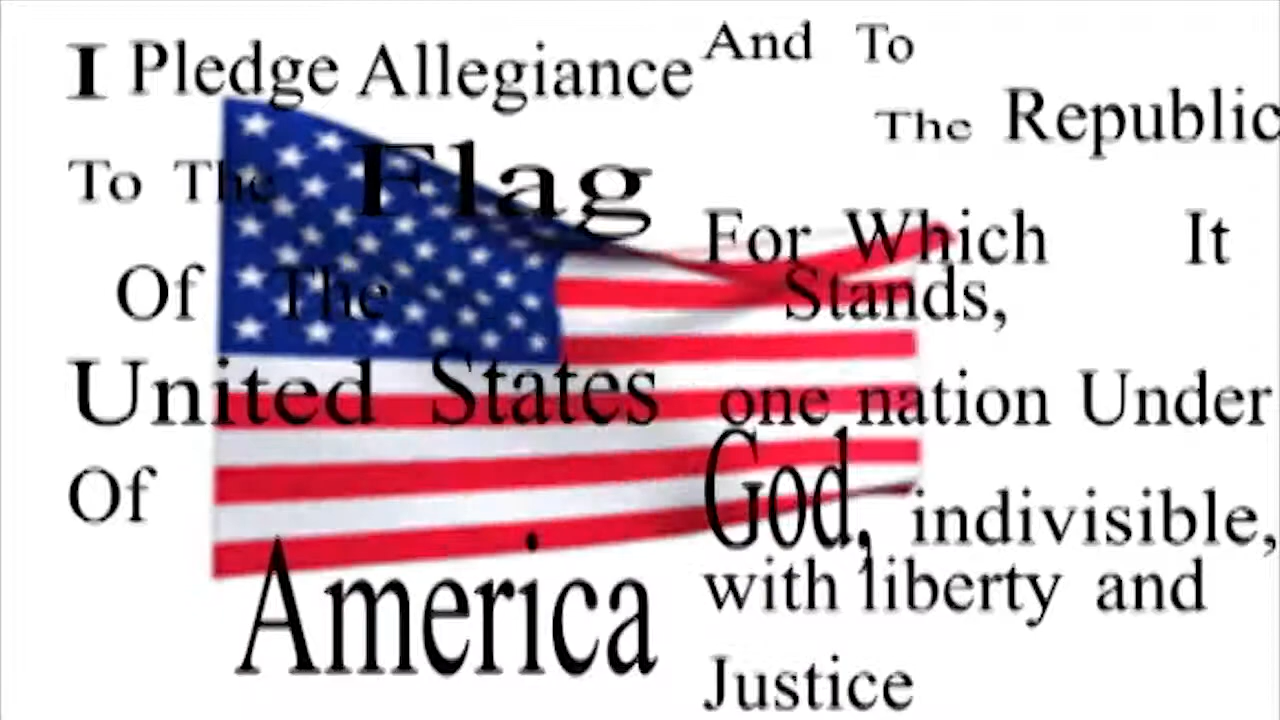 I Pledge Allegiance
To The Flag
Of The
United States
Of
America
And To
The Republic
For Which It
Stands,
one nation Under
God, indivisible,
with liberty and
Justice